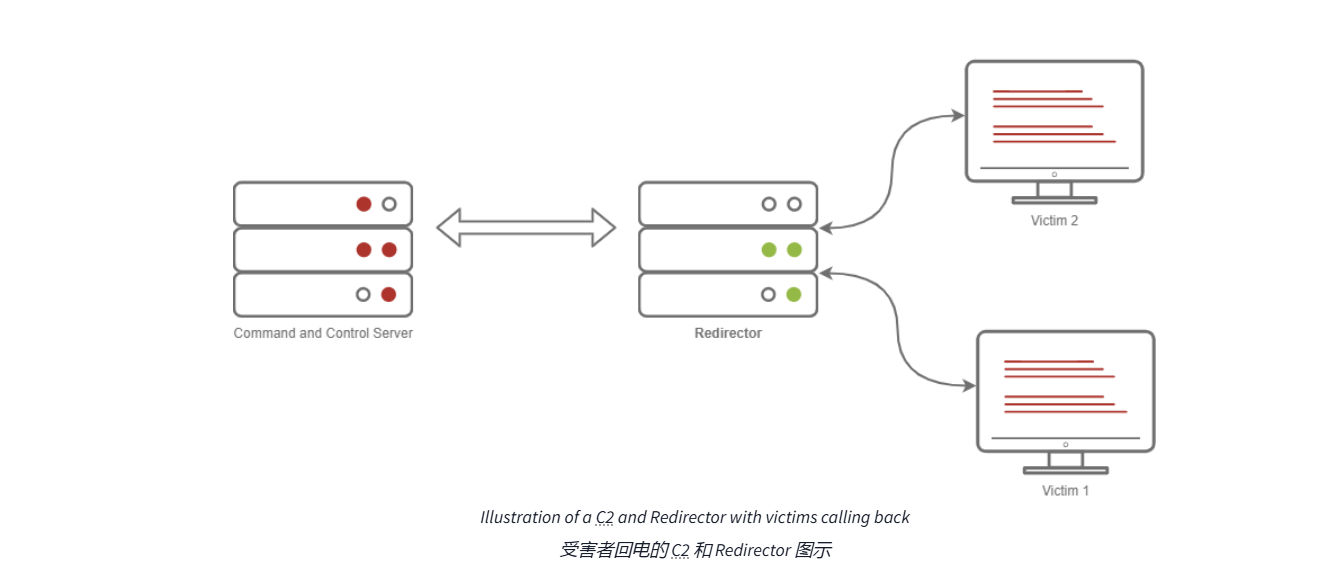 Victim 2
Command and Control Server
Redirector
Victim 1
Illustration of a C2 and Redirector with victims calling back
受害者回电的 C2 和 Redirector 图示